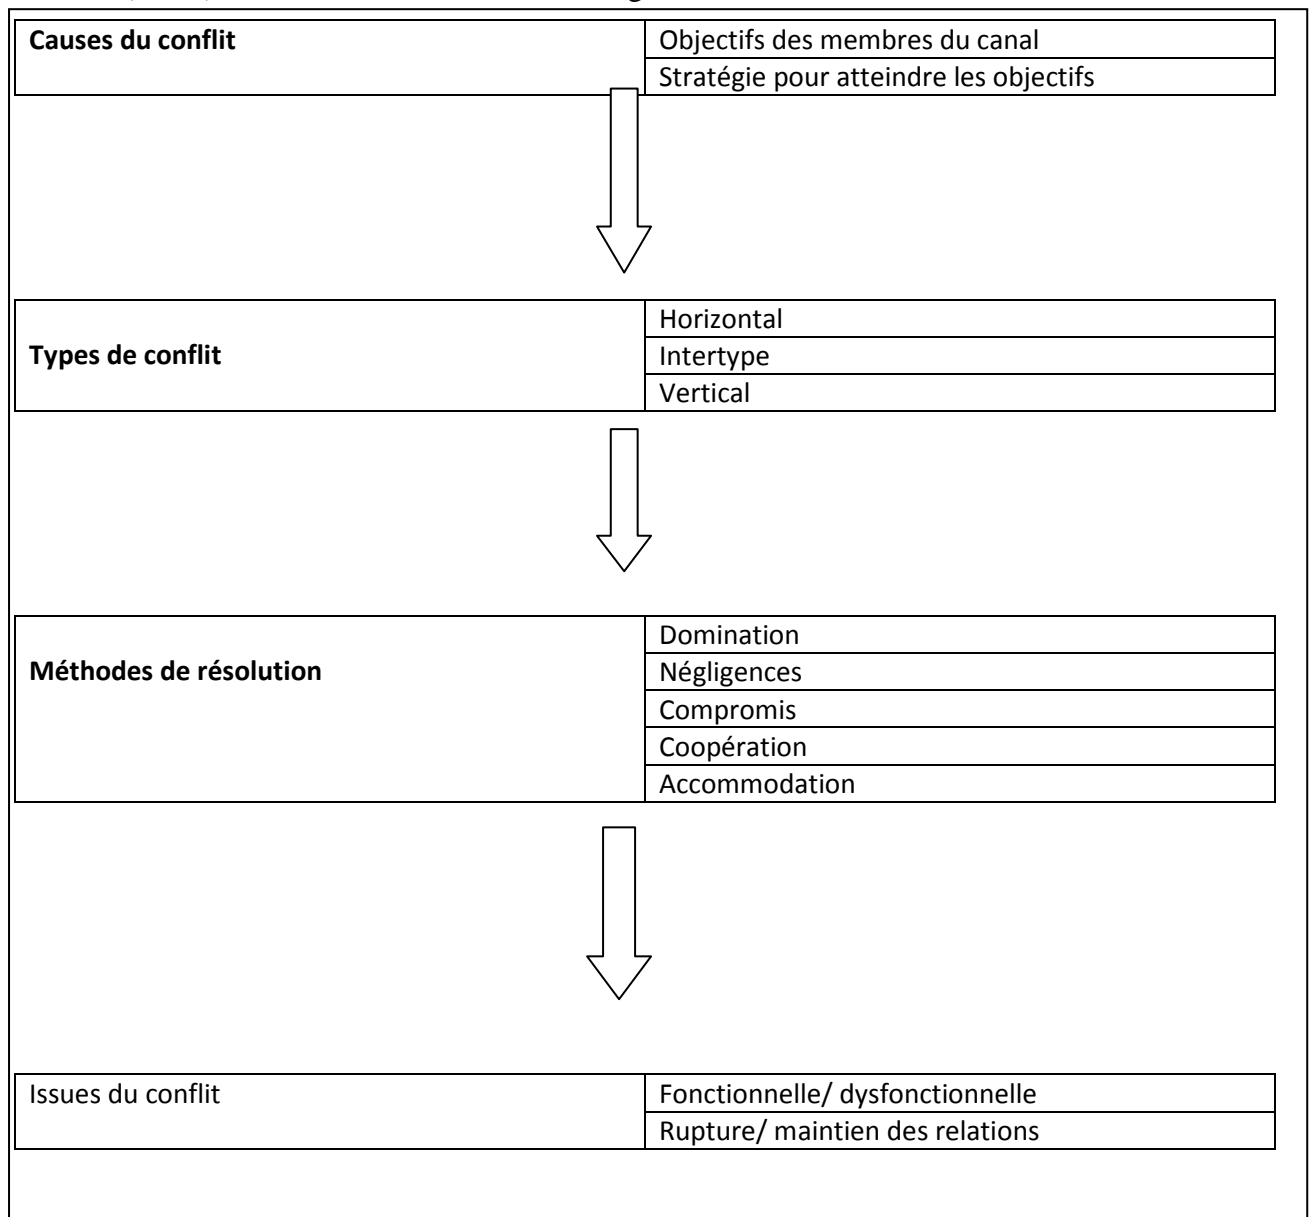 Causes du conflit
Objectifs des membres du canal
Stratégie pour atteindre les objectifs
Types de conflit
Horizontal
Intertype
Vertical
Méthodes de résolution
Domination
Négligences
Compromis
Coopération
Accommodation
Issues du conflit
Fonctionnelle/ dysfonctionnelle
Rupture/ maintien des relations